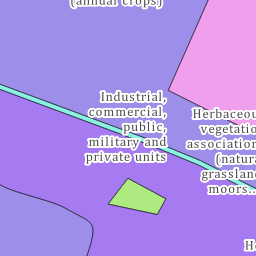 (annual crops)
Industrial,
commercial,
public,
military and
private units
Herbaceou
vegetatio
association
(natura
grasslan
moors...
H